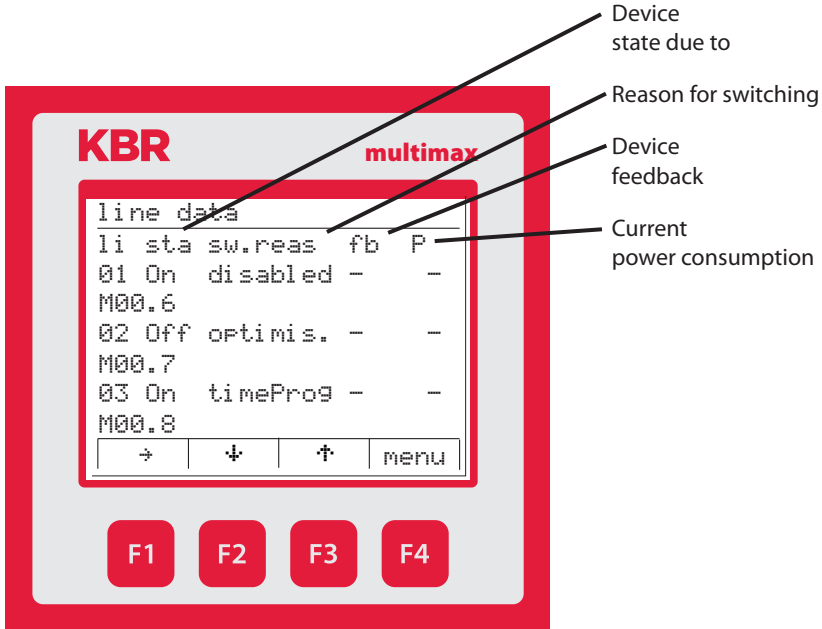 Device
state due to
Reason for switching
Device
feedback
Current
power consumption
KBR
multimax
line data
li sta sw.reas fb P
01 On disabled - -
M00.6
02 Off optimis. - -
M00.7
03 On timeProg - -
M00.8
→ ↓ ↑ menu
F1 F2 F3 F4